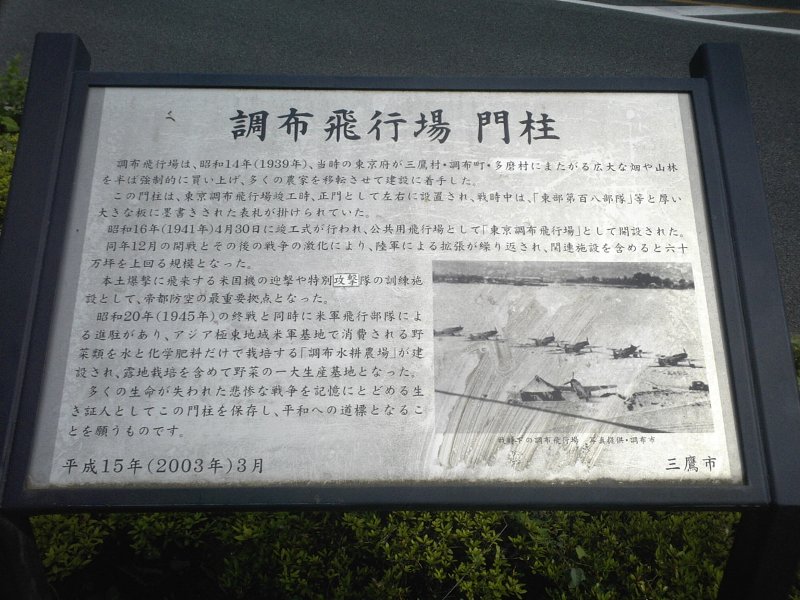 調布飛行場 門柱
調布飛行場は、昭和14年(1939年)、当時の東京府が三鷹村・調布町・多磨村にまたがる広大な畑や山林
を半ば強制的に買い上げ、多くの農家を移転させて建設に着手した。
この門柱は、東京調布飛行場竣工時、正門として左右に設置され、戦時中は、「東部第百八部隊」等と厚い
大きな板に墨書きされた表札が掛けられていた。
昭和16年(1941年)4月30日に竣工式が行われ、公共用飛行場として「東京調布飛行場」として開設された。
同年12月の開戦とその後の戦争の激化により、陸軍による拡張が繰り返され、関連施設を含めると六十
万坪を上回る規模となった。
本土爆撃に飛来する米国機の迎撃や特別攻撃隊の訓練施
設として、帝都防空の最重要拠点となった。
昭和20年(1945年)の終戦と同時に米軍飛行部隊によ
る進駐があり、アジア極東地域米軍基地で消費される野
菜類を水と化学肥料だけで栽培する「調布水耕農場」が建
設され、露地栽培を含めて野菜の一大生産基地となった。
多くの生命が失われた悲惨な戦争を記憶にとどめる生
き証人としてこの門柱を保存し、平和への道標となるこ
とを願うものです。
戦時下の調布飛行場 写真提供・調布市
平成15年(2003年)3月
三鷹市